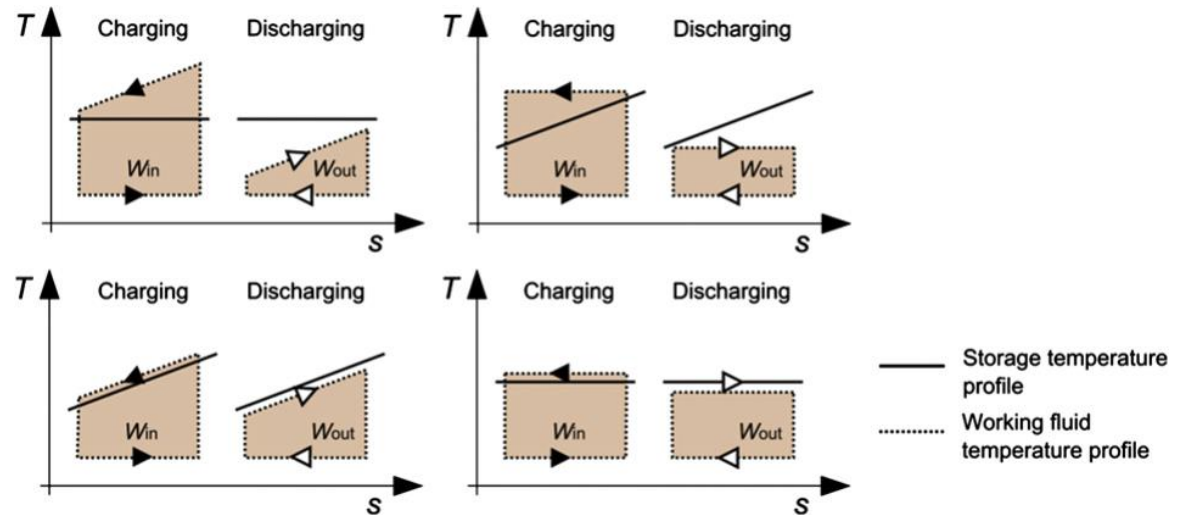 T Charging Discharging
Win Wout
s
T Charging Discharging
Win Wout
s
T Charging Discharging
Win Wout
s
T Charging Discharging
Win Wout
s
Storage temperature
profile
Working fluid
temperature profile